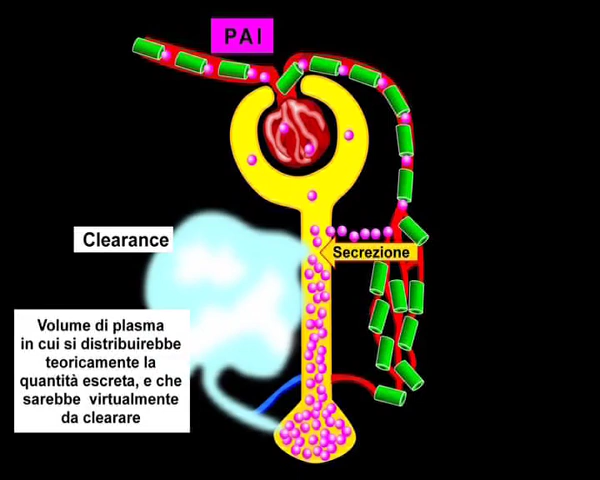 PAI
Clearance
Secrezione
Volume di plasma
in cui si distribuirebbe
teoricamente la
quantità escreta, e che
sarebbe virtualmente
da clearare